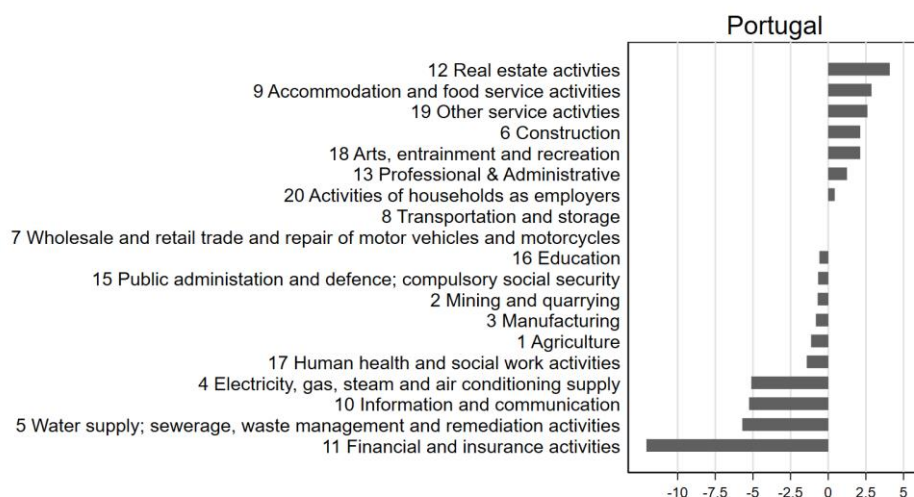 Portugal
12 Real estate activties
9 Accommodation and food service activities
19 Other service activties
6 Construction
18 Arts, entrainment and recreation
13 Professional & Administrative
20 Activities of households as employers
8 Transportation and storage
7 Wholesale and retail trade and repair of motor vehicles and motorcycles
16 Education
15 Public administation and defence; compulsory social security
2 Mining and quarrying
3 Manufacturing
1 Agriculture
17 Human health and social work activities
4 Electricity, gas, steam and air conditioning supply
10 Information and communication
5 Water supply; sewerage, waste management and remediation activities
11 Financial and insurance activities
-10 -7.5 -5 -2.5 0 2.5 5